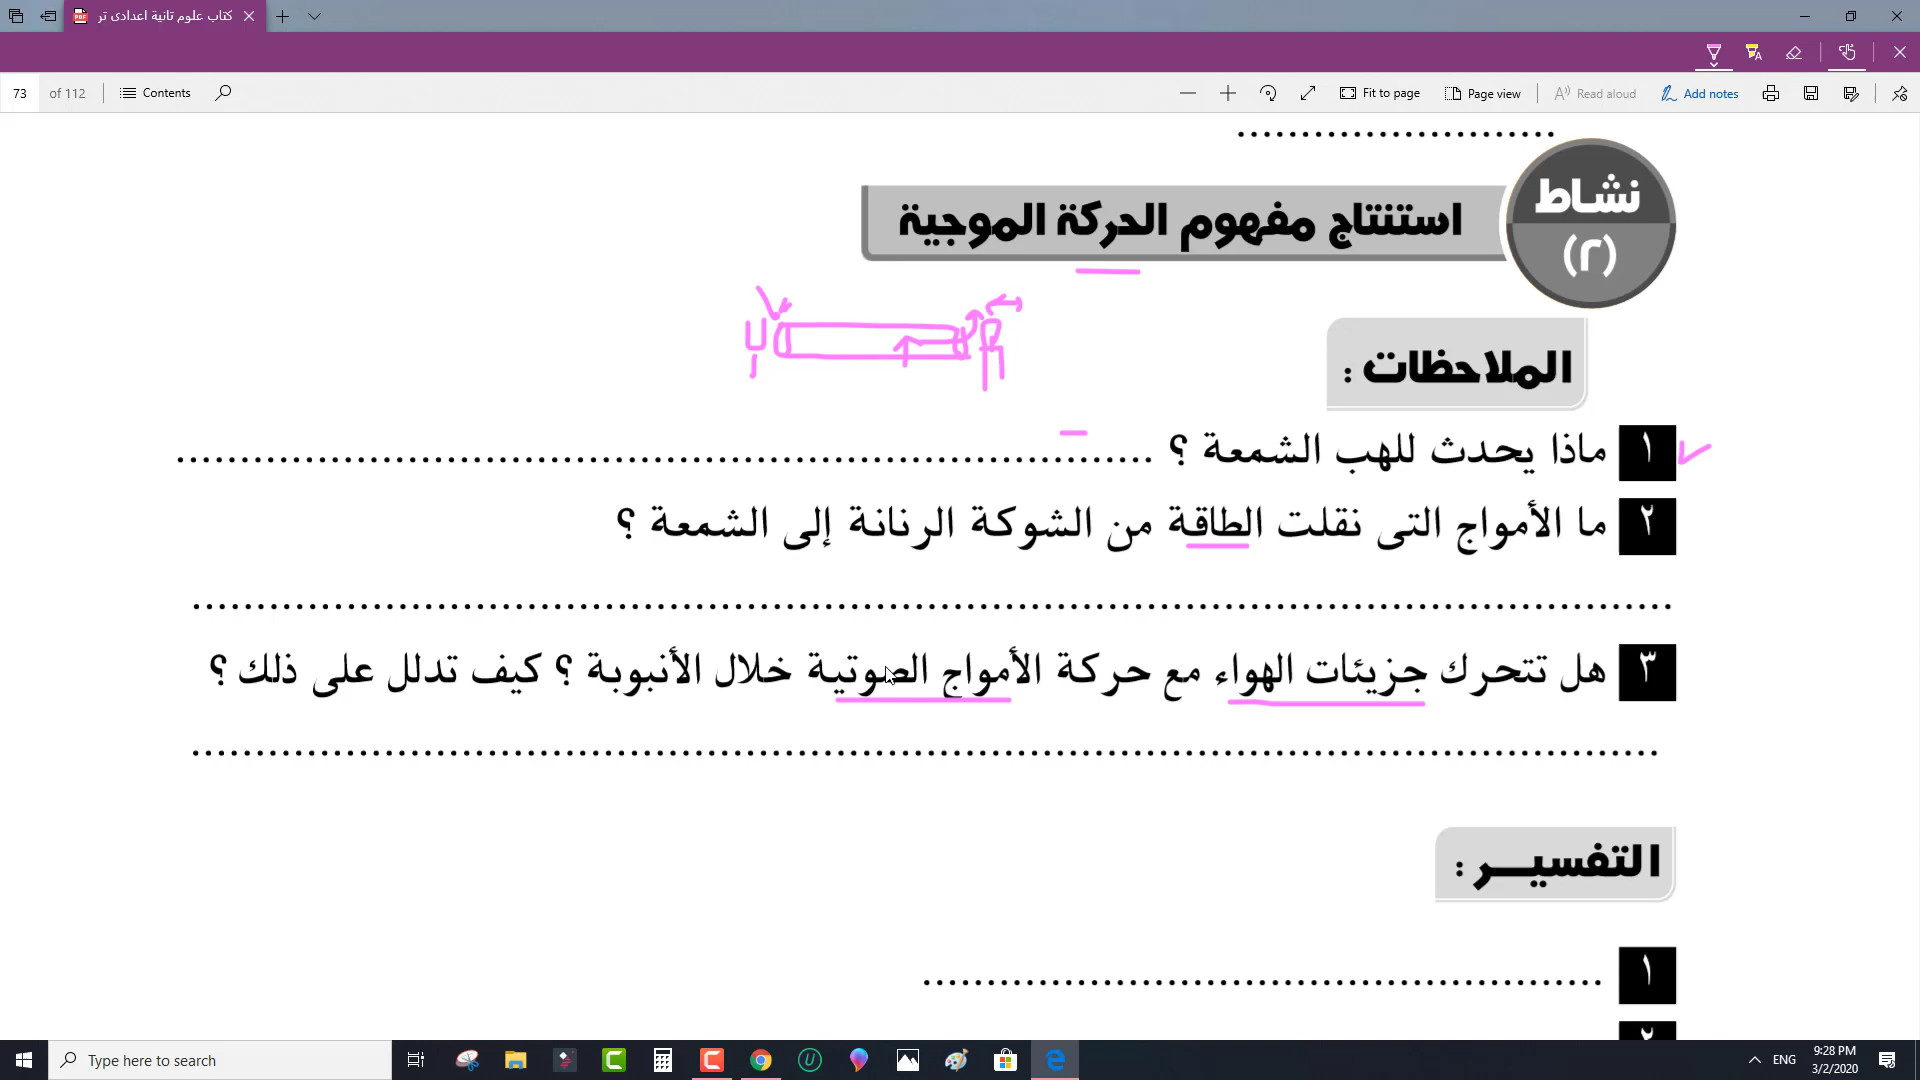 كتاب علوم تانية اعدادى تر
73 of 112 Contents Fit to page Page view Read aloud Add notes
نشاط
(٢)
استنتاج مفهوم الحركة الموجية
الملاحظات :
١ ماذا يحدث للهب الشمعة ؟
٢ ما الأمواج التى نقلت الطاقة من الشوكة الرنانة إلى الشمعة ؟
٣ هل تتحرك جزيئات الهواء مع حركة الأمواج الصوتية خلال الأنبوبة ؟ كيف تدلل على ذلك ؟
التفسيـــر :
١
Type here to search ENG 9:28 PM
3/2/2020